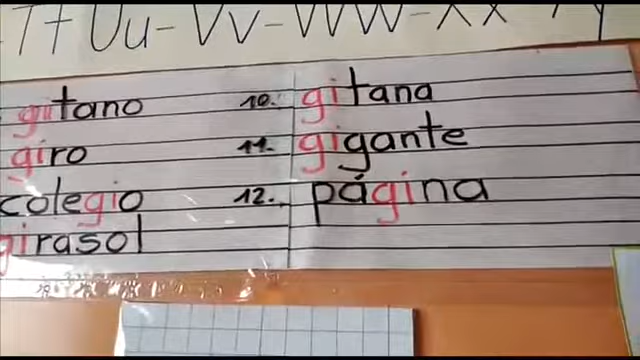 Tt Uu - Vv - Ww - Xx
gitano
giro
colegio
girasol
10. gitana
11. gigante
12. página